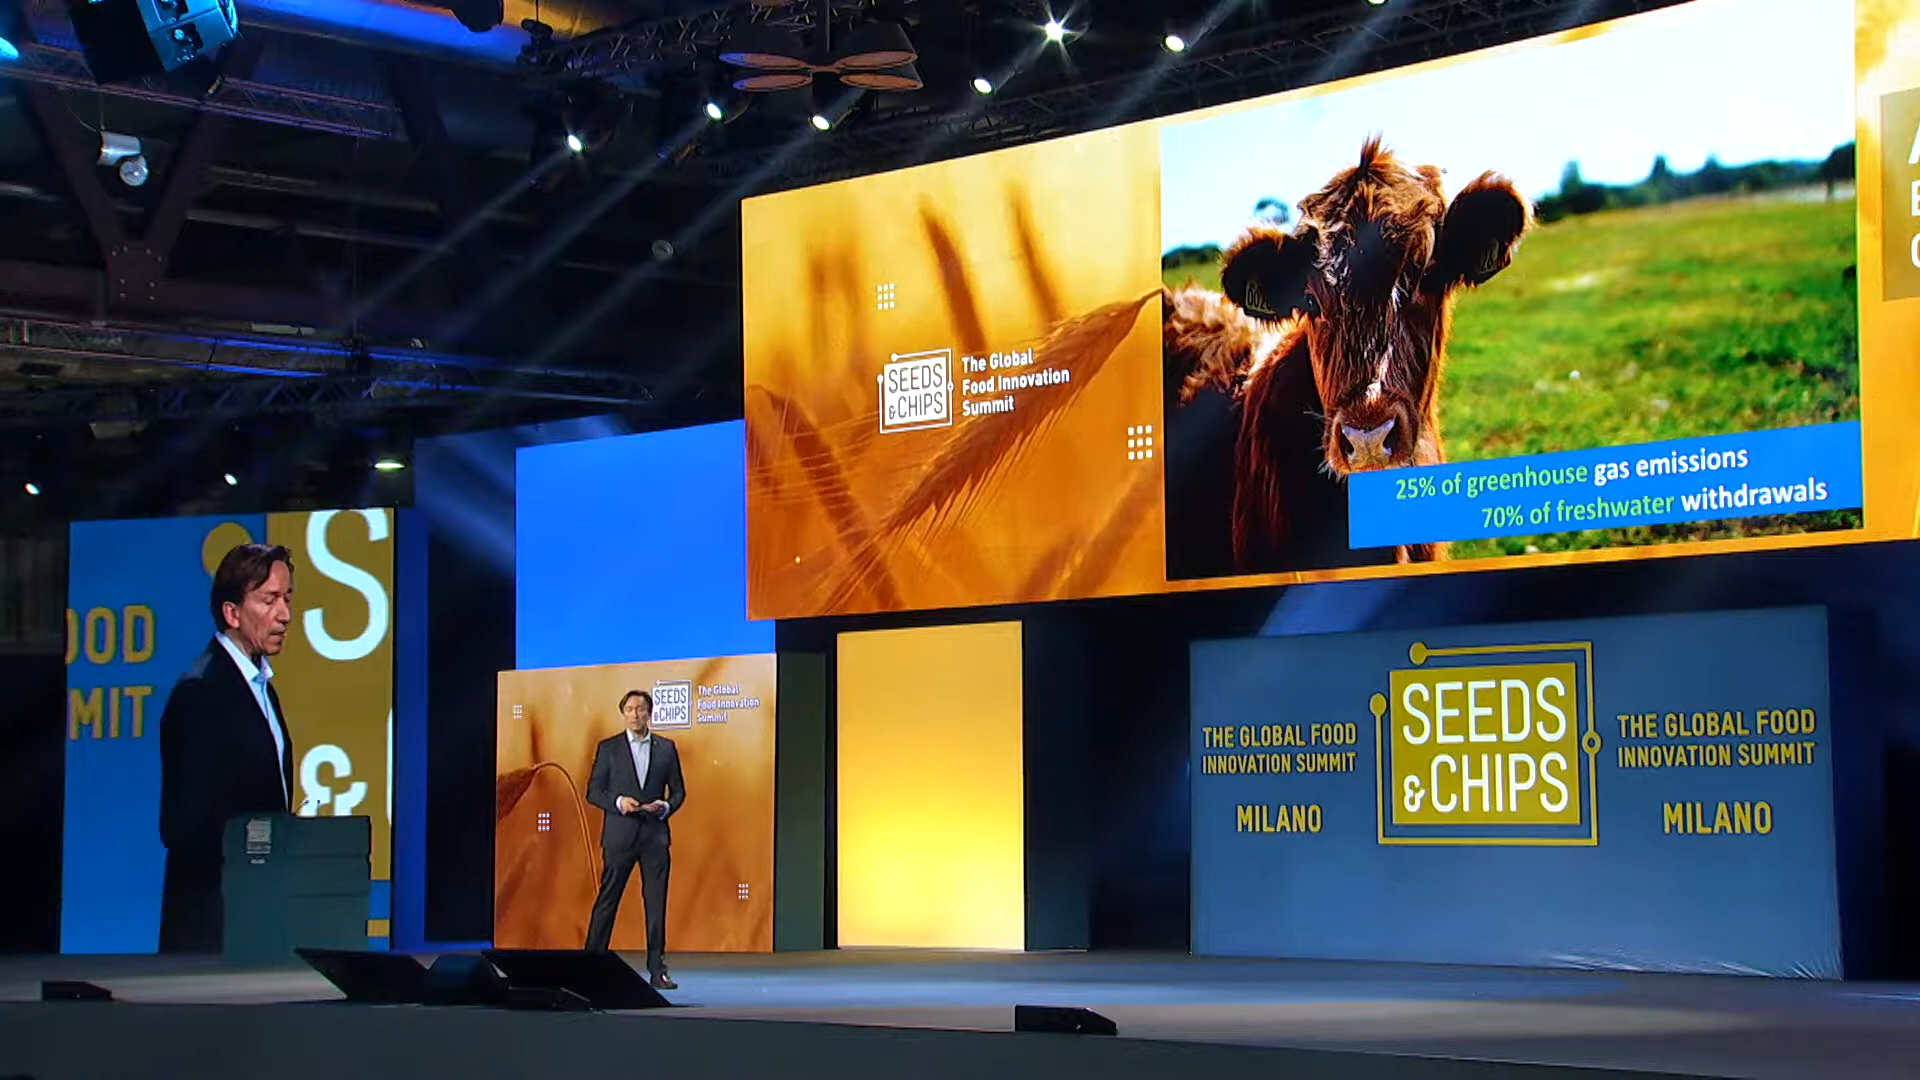 SEEDS
&CHIPS
The Global
Food Innovation
Summit
25% of greenhouse gas emissions
70% of freshwater withdrawals
OOD
MIT
S
&
SEEDS
&CHIPS
The Global
Food Innovation
Summit
THE GLOBAL FOOD
INNOVATION SUMMIT
MILANO
SEEDS
&CHIPS
THE GLOBAL FOOD
INNOVATION SUMMIT
MILANO